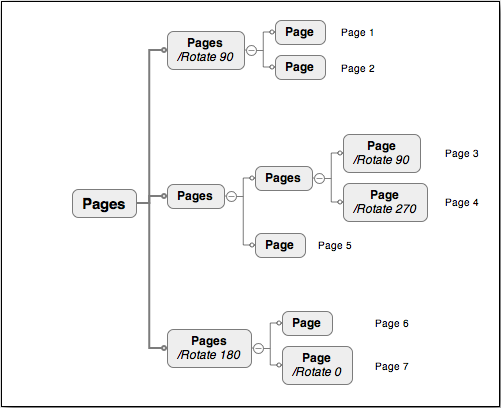 Pages
Pages
/Rotate 90
Page
Page 1
Page
Page 2
Pages
Pages
Page
/Rotate 90
Page 3
Page
/Rotate 270
Page 4
Page
Page 5
Pages
/Rotate 180
Page
Page 6
Page
/Rotate 0
Page 7